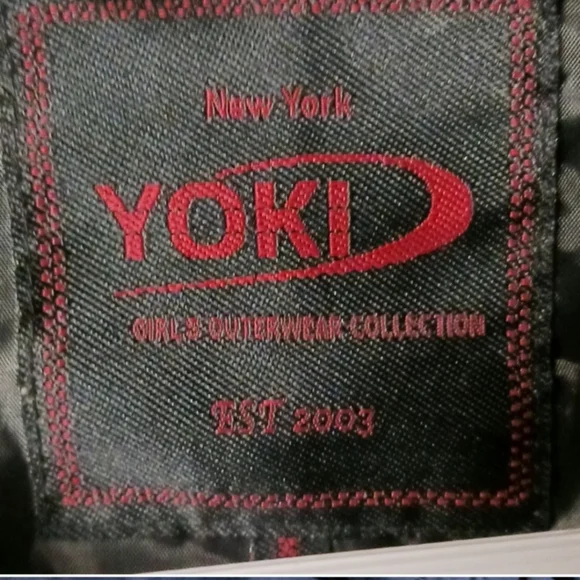 New York
YOKI
GIRL'S OUTERWEAR COLLECTION
EST 2003